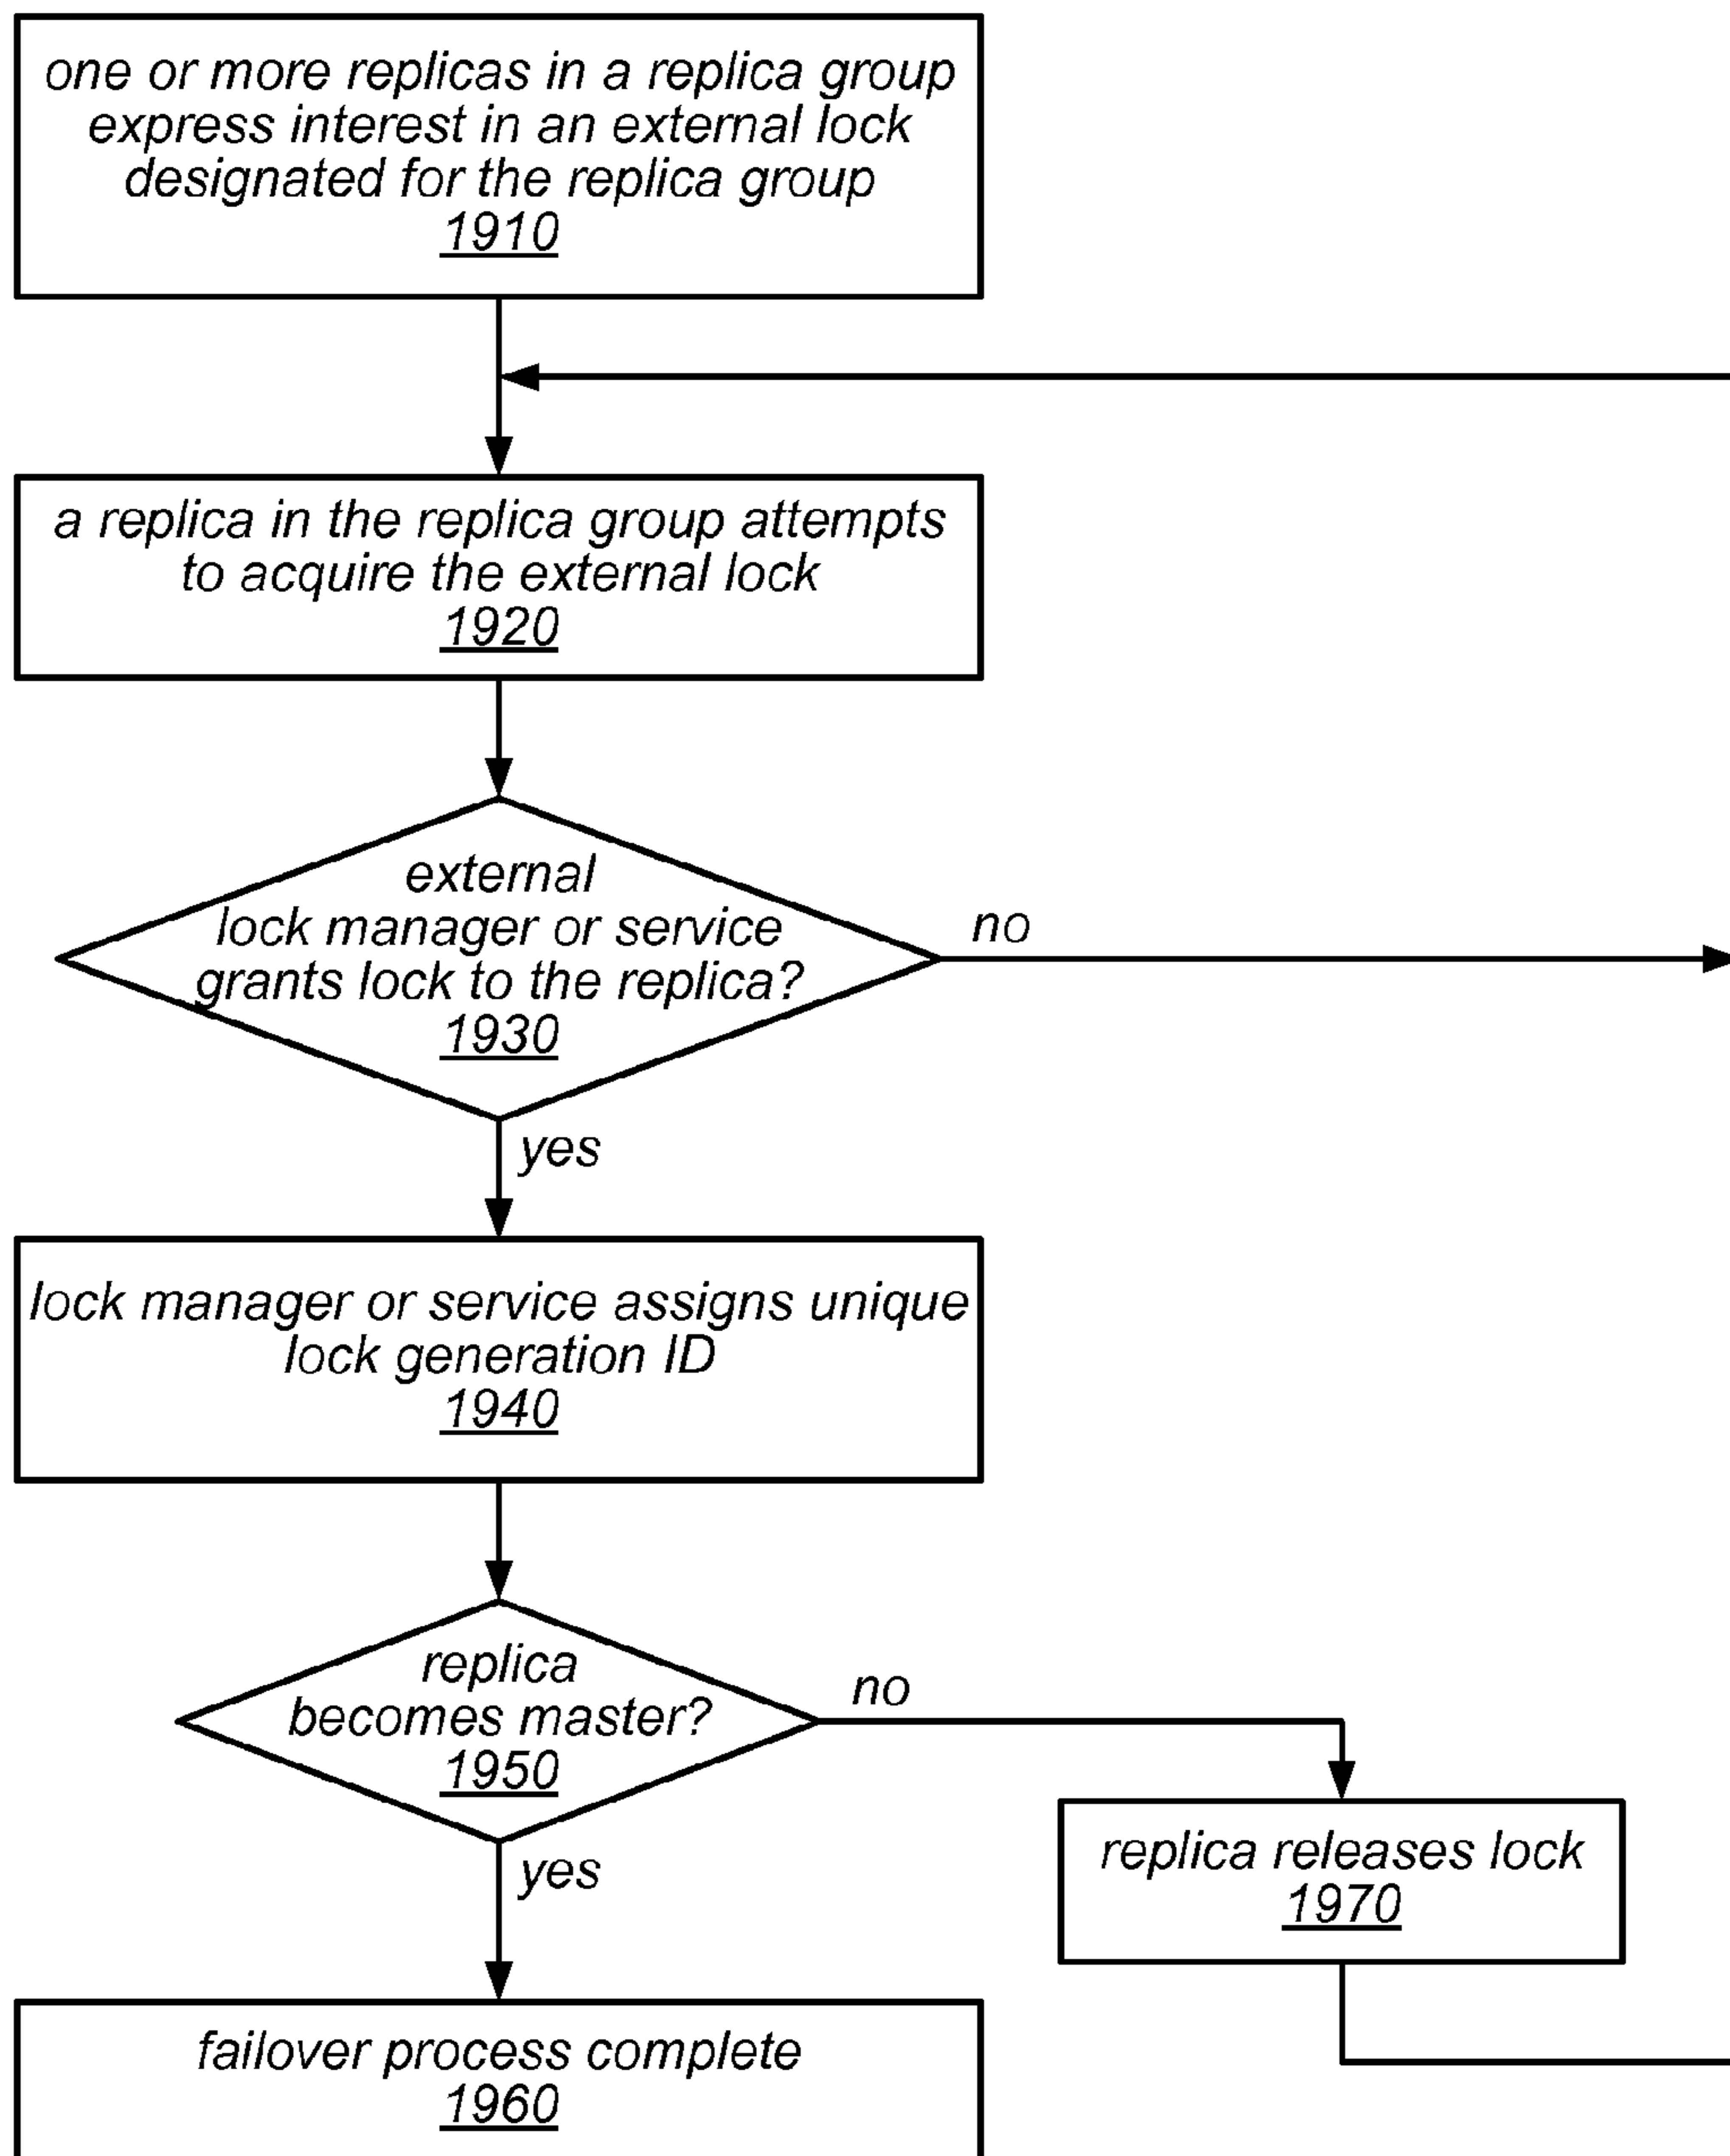 one or more replicas in a replica group
express interest in an external lock
designated for the replica group
1910
a replica in the replica group attempts
to acquire the external lock
1920
external
lock manager or service
grants lock to the replica?
1930
no
yes
lock manager or service assigns unique
lock generation ID
1940
replica
becomes master?
1950
no
yes
replica releases lock
1970
failover process complete
1960